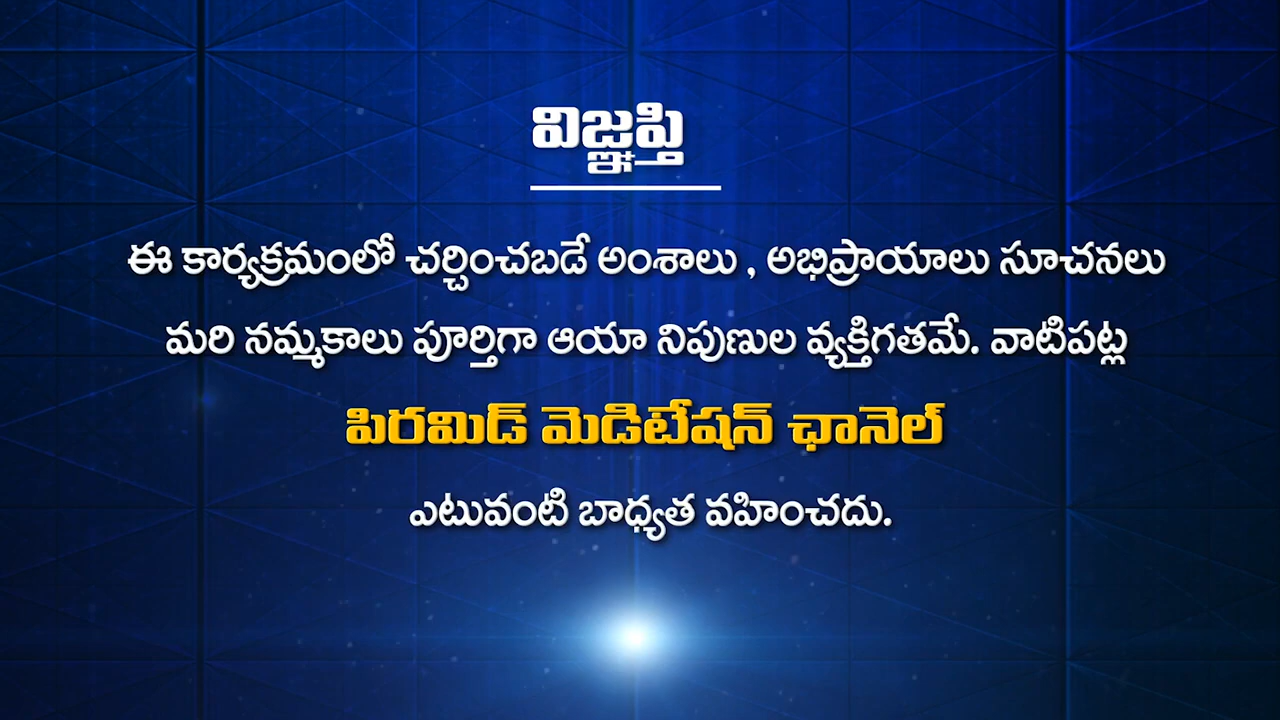 విజ్ఞప్తి
ఈ కార్యక్రమంలో చర్చించబడే అంశాలు , అభిప్రాయాలు సూచనలు
మరి నమ్మకాలు పూర్తిగా ఆయా నిపుణుల వ్యక్తిగతమే. వాటిపట్ల
పిరమిడ్ మెడిటేషన్ ఛానెల్
ఎటువంటి బాధ్యత వహించదు.